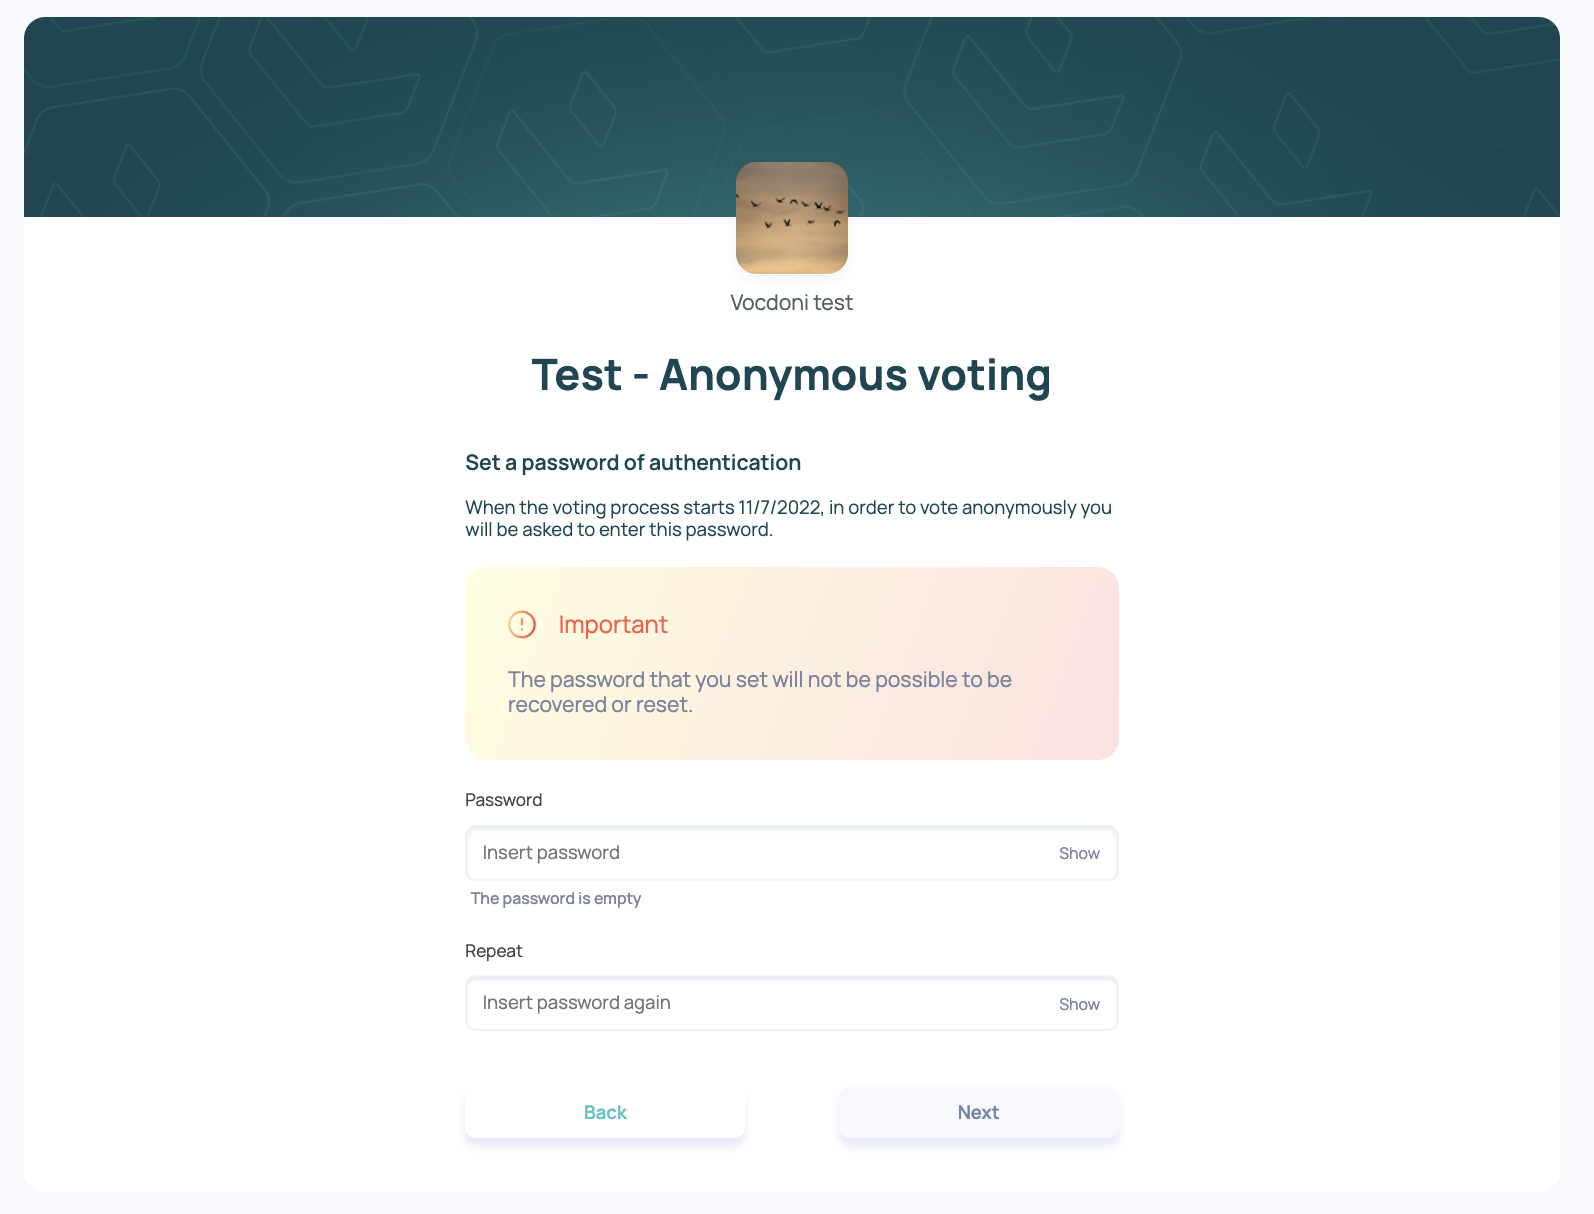 Vocdoni test
Test - Anonymous voting
Set a password of authentication
When the voting process starts 11/7/2022, in order to vote anonymously you
will be asked to enter this password.
Important
The password that you set will not be possible to be
recovered or reset.
Password
Insert password
Show
The password is empty
Repeat
Insert password again
Show
Back
Next